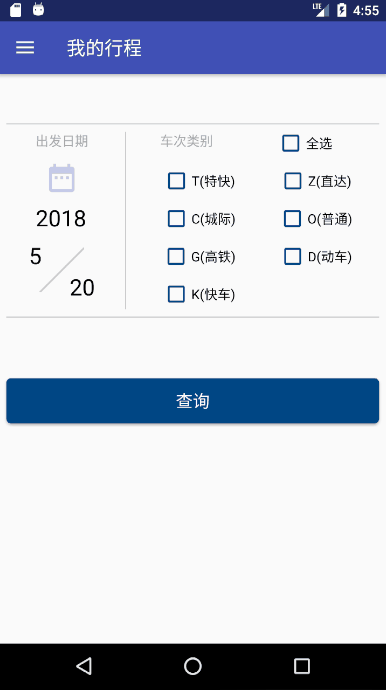 LTE 4:55
我的行程
出发日期 车次类别 全选
T(特快) Z(直达)
2018 C(城际) O(普通)
5 G(高铁) D(动车)
20 K(快车)
查询